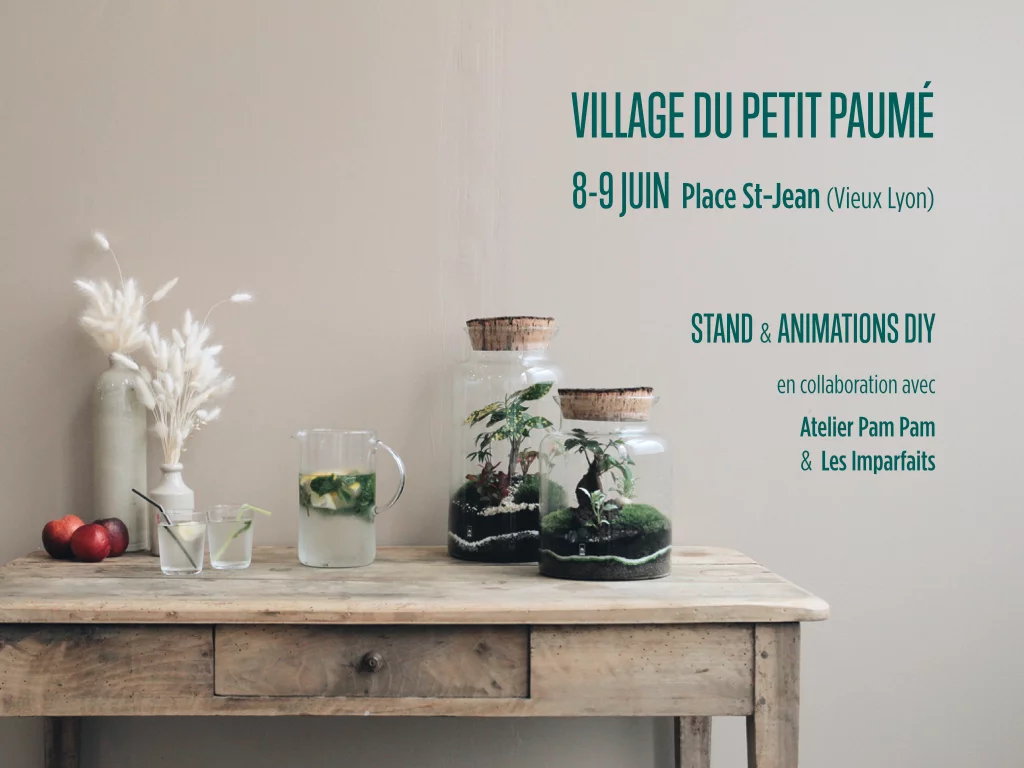 VILLAGE DU PETIT PAUMÉ
8-9 JUIN Place St-Jean (Vieux Lyon)
STAND & ANIMATIONS DIY
en collaboration avec
Atelier Pam Pam
& Les Imparfaits